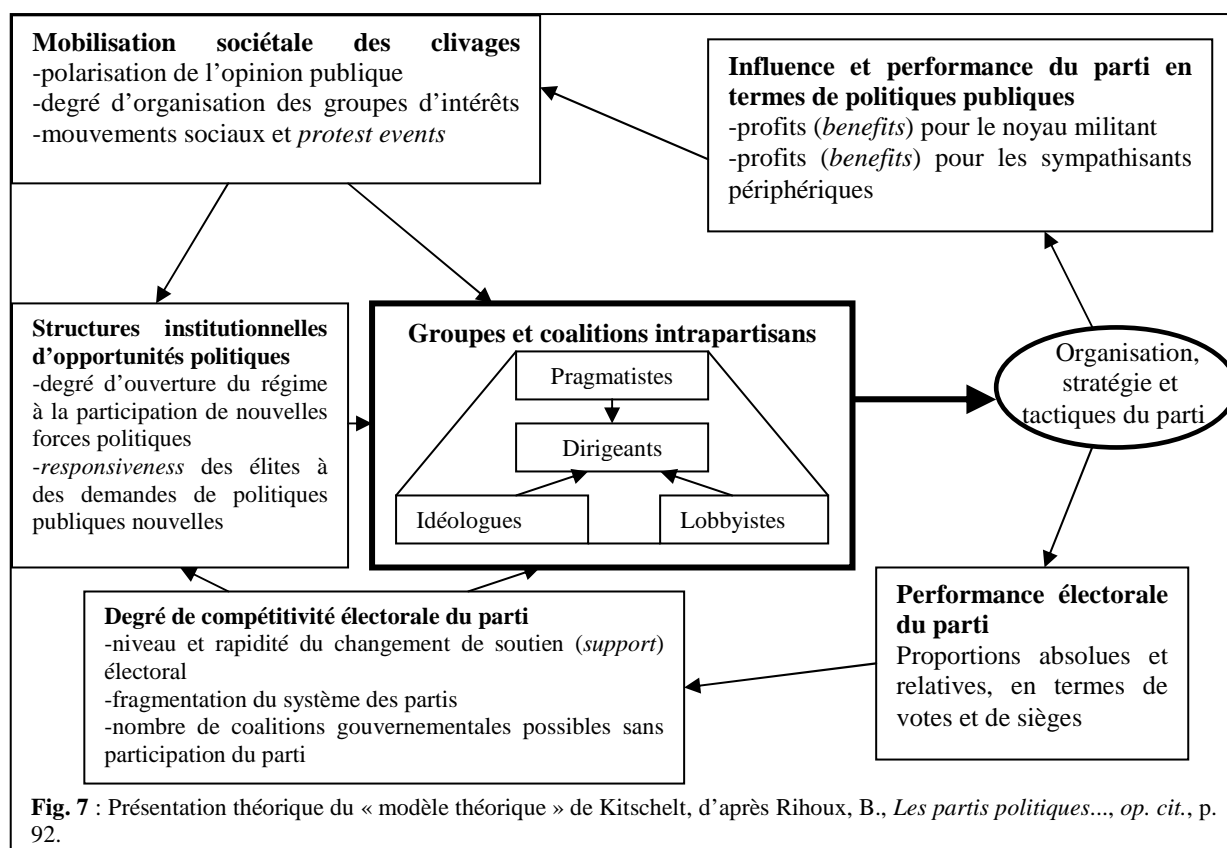 Mobilisation sociétale des clivages
-polarisation de l'opinion publique
-degré d'organisation des groupes d'intérêts
-mouvements sociaux et protest events
Influence et performance du parti en
termes de politiques publiques
-profits (benefits) pour le noyau militant
-profits (benefits) pour les sympathisants
périphériques
Structures institutionnelles
d'opportunités politiques
-degré d'ouverture du régime
à la participation de nouvelles
forces politiques
-responsiveness des élites à
des demandes de politiques
publiques nouvelles
Groupes et coalitions intrapartisans
Pragmatistes
Dirigeants
Idéologues
Lobbyistes
Organisation,
stratégie et
tactiques du parti
Degré de compétitivité électorale du parti
-niveau et rapidité du changement de soutien (support)
électoral
-fragmentation du système des partis
-nombre de coalitions gouvernementales possibles sans
participation du parti
Performance électorale
du parti
Proportions absolues et
relatives, en termes de
votes et de sièges
Fig. 7 : Présentation théorique du « modèle théorique » de Kitschelt, d'après Rihoux, B., Les partis politiques..., op. cit., p.
92.